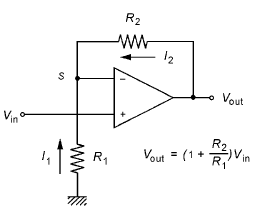 R2
I2
S
−
Vin
+
Vout
I1
R1
Vout = (1 + R2/R1)Vin